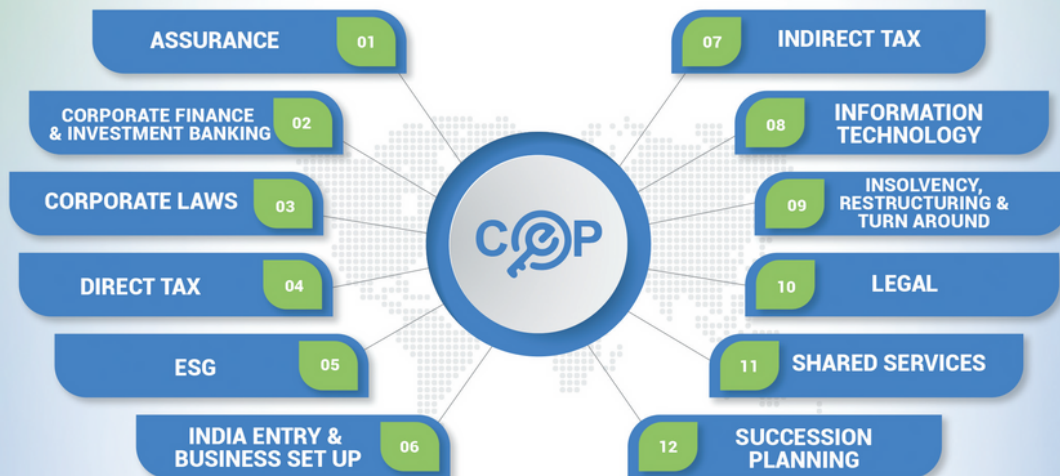 ASSURANCE
01
CORPORATE FINANCE
& INVESTMENT BANKING
02
CORPORATE LAWS
03
DIRECT TAX
04
ESG
05
INDIA ENTRY &
BUSINESS SET UP
06
CeP
07
INDIRECT TAX
08
INFORMATION
TECHNOLOGY
09
INSOLVENCY,
RESTRUCTURING &
TURN AROUND
10
LEGAL
11
SHARED SERVICES
12
SUCCESSION
PLANNING